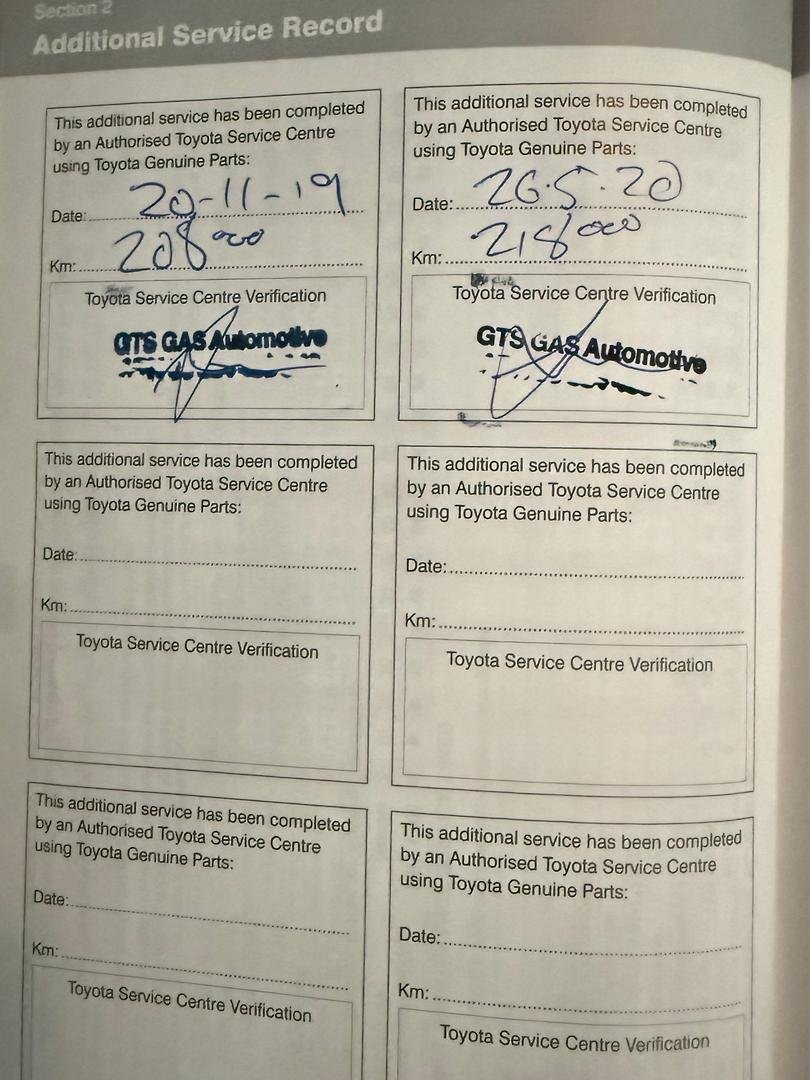 Section 2
Additional Service Record
This additional service has been completed
by an Authorised Toyota Service Centre
using Toyota Genuine Parts:
Date: 20-11-19
Km: 208000
Toyota Service Centre Verification
GTS GAS Automotive
This additional service has been completed
by an Authorised Toyota Service Centre
using Toyota Genuine Parts:
Date: 26.5.20
Km: 218000
Toyota Service Centre Verification
GTS GAS Automotive
This additional service has been completed
by an Authorised Toyota Service Centre
using Toyota Genuine Parts:
Date:
Km:
Toyota Service Centre Verification
This additional service has been completed
by an Authorised Toyota Service Centre
using Toyota Genuine Parts:
Date:
Km:
Toyota Service Centre Verification
This additional service has been completed
by an Authorised Toyota Service Centre
using Toyota Genuine Parts:
Date:
Km:
Toyota Service Centre Verification
This additional service has been completed
by an Authorised Toyota Service Centre
using Toyota Genuine Parts:
Date:
Km:
Toyota Service Centre Verification